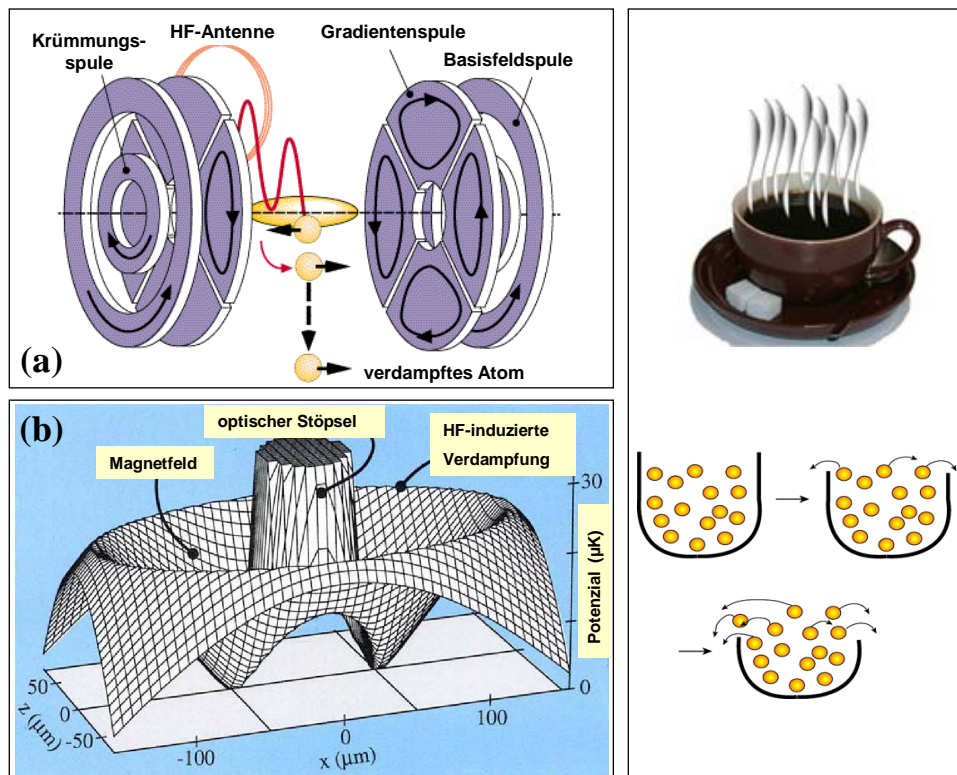 HF-Antenne
Gradientenspule
Krümmungs-
spule
Basisfeldspule
(a)
verdampftes Atom
(b)
optischer Stöpsel
HF-induzierte
Verdampfung
Magnetfeld
30
Potenzial (µK)
0
50
0
-50
z (µm)
-100
0
100
x (µm)